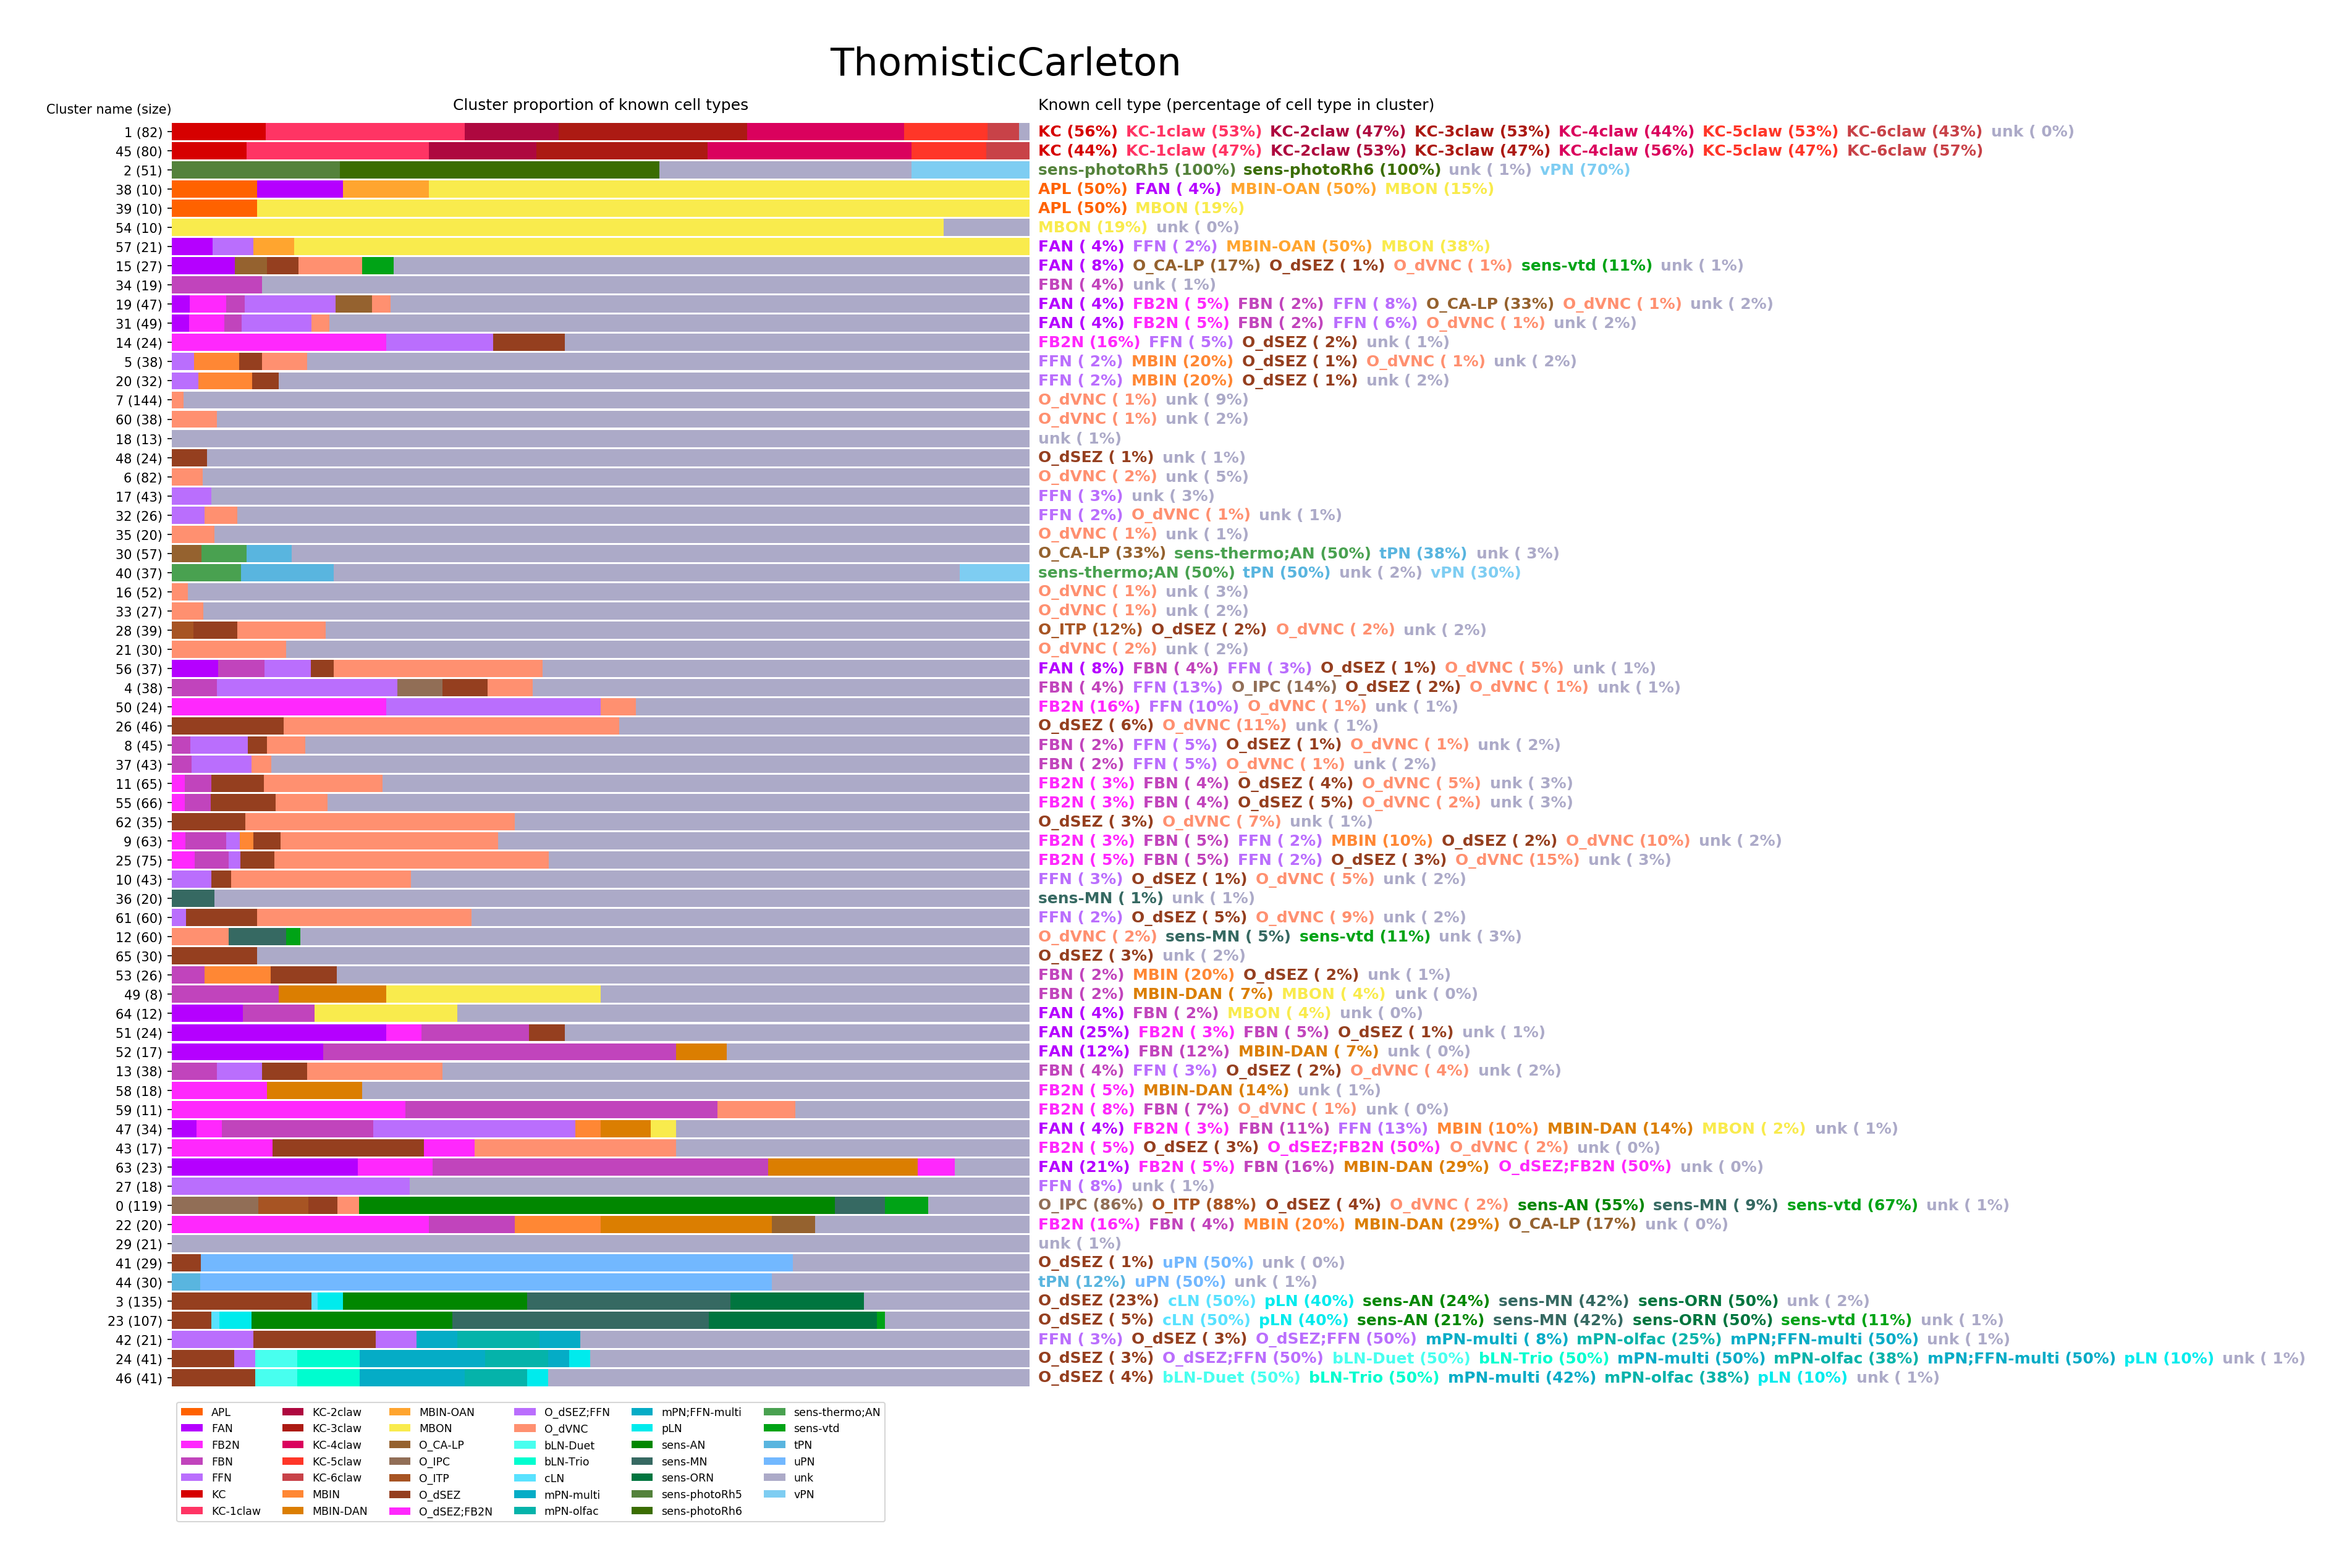 ThomisticCarleton
Cluster name (size) Cluster proportion of known cell types Known cell type (percentage of cell type in cluster)
1 (82) KC (56%) KC-1claw (53%) KC-2claw (47%) KC-3claw (53%) KC-4claw (44%) KC-5claw (53%) KC-6claw (43%) unk ( 0%)
45 (80) KC (44%) KC-1claw (47%) KC-2claw (53%) KC-3claw (47%) KC-4claw (56%) KC-5claw (47%) KC-6claw (57%)
2 (51) sens-photoRh5 (100%) sens-photoRh6 (100%) unk ( 1%) vPN (70%)
38 (10) APL (50%) FAN ( 4%) MBIN-OAN (50%) MBON (15%)
39 (10) APL (50%) MBON (19%)
54 (10) MBON (19%) unk ( 0%)
57 (21) FAN ( 4%) FFN ( 2%) MBIN-OAN (50%) MBON (38%)
15 (27) FAN ( 8%) O_CA-LP (17%) O_dSEZ ( 1%) O_dVNC ( 1%) sens-vtd (11%) unk ( 1%)
34 (19) FBN ( 4%) unk ( 1%)
19 (47) FAN ( 4%) FB2N ( 5%) FBN ( 2%) FFN ( 8%) O_CA-LP (33%) O_dVNC ( 1%) unk ( 2%)
31 (49) FAN ( 4%) FB2N ( 5%) FBN ( 2%) FFN ( 6%) O_dVNC ( 1%) unk ( 2%)
14 (24) FB2N (16%) FFN ( 5%) O_dSEZ ( 2%) unk ( 1%)
5 (38) FFN ( 2%) MBIN (20%) O_dSEZ ( 1%) O_dVNC ( 1%) unk ( 2%)
20 (32) FFN ( 2%) MBIN (20%) O_dSEZ ( 1%) unk ( 2%)
7 (144) O_dVNC ( 1%) unk ( 9%)
60 (38) O_dVNC ( 1%) unk ( 2%)
18 (13) unk ( 1%)
48 (24) O_dSEZ ( 1%) unk ( 1%)
6 (82) O_dVNC ( 2%) unk ( 5%)
17 (43) FFN ( 3%) unk ( 3%)
32 (26) FFN ( 2%) O_dVNC ( 1%) unk ( 1%)
35 (20) O_dVNC ( 1%) unk ( 1%)
30 (57) O_CA-LP (33%) sens-thermo;AN (50%) tPN (38%) unk ( 3%)
40 (37) sens-thermo;AN (50%) tPN (50%) unk ( 2%) vPN (30%)
16 (52) O_dVNC ( 1%) unk ( 3%)
33 (27) O_dVNC ( 1%) unk ( 2%)
28 (39) O_ITP (12%) O_dSEZ ( 2%) O_dVNC ( 2%) unk ( 2%)
21 (30) O_dVNC ( 2%) unk ( 2%)
56 (37) FAN ( 8%) FBN ( 4%) FFN ( 3%) O_dSEZ ( 1%) O_dVNC ( 5%) unk ( 1%)
4 (38) FBN ( 4%) FFN (13%) O_IPC (14%) O_dSEZ ( 2%) O_dVNC ( 1%) unk ( 1%)
50 (24) FB2N (16%) FFN (10%) O_dVNC ( 1%) unk ( 1%)
26 (46) O_dSEZ ( 6%) O_dVNC (11%) unk ( 1%)
8 (45) FBN ( 2%) FFN ( 5%) O_dSEZ ( 1%) O_dVNC ( 1%) unk ( 2%)
37 (43) FBN ( 2%) FFN ( 5%) O_dVNC ( 1%) unk ( 2%)
11 (65) FB2N ( 3%) FBN ( 4%) O_dSEZ ( 4%) O_dVNC ( 5%) unk ( 3%)
55 (66) FB2N ( 3%) FBN ( 4%) O_dSEZ ( 5%) O_dVNC ( 2%) unk ( 3%)
62 (35) O_dSEZ ( 3%) O_dVNC ( 7%) unk ( 1%)
9 (63) FB2N ( 3%) FBN ( 5%) FFN ( 2%) MBIN (10%) O_dSEZ ( 2%) O_dVNC (10%) unk ( 2%)
25 (75) FB2N ( 5%) FBN ( 5%) FFN ( 2%) O_dSEZ ( 3%) O_dVNC (15%) unk ( 3%)
10 (43) FFN ( 3%) O_dSEZ ( 1%) O_dVNC ( 5%) unk ( 2%)
36 (20) sens-MN ( 1%) unk ( 1%)
61 (60) FFN ( 2%) O_dSEZ ( 5%) O_dVNC ( 9%) unk ( 2%)
12 (60) O_dVNC ( 2%) sens-MN ( 5%) sens-vtd (11%) unk ( 3%)
65 (30) O_dSEZ ( 3%) unk ( 2%)
53 (26) FBN ( 2%) MBIN (20%) O_dSEZ ( 2%) unk ( 1%)
49 (8) FBN ( 2%) MBIN-DAN ( 7%) MBON ( 4%) unk ( 0%)
64 (12) FAN ( 4%) FBN ( 2%) MBON ( 4%) unk ( 0%)
51 (24) FAN (25%) FB2N ( 3%) FBN ( 5%) O_dSEZ ( 1%) unk ( 1%)
52 (17) FAN (12%) FBN (12%) MBIN-DAN ( 7%) unk ( 0%)
13 (38) FBN ( 4%) FFN ( 3%) O_dSEZ ( 2%) O_dVNC ( 4%) unk ( 2%)
58 (18) FB2N ( 5%) MBIN-DAN (14%) unk ( 1%)
59 (11) FB2N ( 8%) FBN ( 7%) O_dVNC ( 1%) unk ( 0%)
47 (34) FAN ( 4%) FB2N ( 3%) FBN (11%) FFN (13%) MBIN (10%) MBIN-DAN (14%) MBON ( 2%) unk ( 1%)
43 (17) FB2N ( 5%) O_dSEZ ( 3%) O_dSEZ;FB2N (50%) O_dVNC ( 2%) unk ( 0%)
63 (23) FAN (21%) FB2N ( 5%) FBN (16%) MBIN-DAN (29%) O_dSEZ;FB2N (50%) unk ( 0%)
27 (18) FFN ( 8%) unk ( 1%)
0 (119) O_IPC (86%) O_ITP (88%) O_dSEZ ( 4%) O_dVNC ( 2%) sens-AN (55%) sens-MN ( 9%) sens-vtd (67%) unk ( 1%)
22 (20) FB2N (16%) FBN ( 4%) MBIN (20%) MBIN-DAN (29%) O_CA-LP (17%) unk ( 0%)
29 (21) unk ( 1%)
41 (29) O_dSEZ ( 1%) uPN (50%) unk ( 0%)
44 (30) tPN (12%) uPN (50%) unk ( 1%)
3 (135) O_dSEZ (23%) cLN (50%) pLN (40%) sens-AN (24%) sens-MN (42%) sens-ORN (50%) unk ( 2%)
23 (107) O_dSEZ ( 5%) cLN (50%) pLN (40%) sens-AN (21%) sens-MN (42%) sens-ORN (50%) sens-vtd (11%) unk ( 1%)
42 (21) FFN ( 3%) O_dSEZ ( 3%) O_dSEZ;FFN (50%) mPN-multi ( 8%) mPN-olfac (25%) mPN;FFN-multi (50%) unk ( 1%)
24 (41) O_dSEZ ( 3%) O_dSEZ;FFN (50%) bLN-Duet (50%) bLN-Trio (50%) mPN-multi (50%) mPN-olfac (38%) mPN;FFN-multi (50%) pLN (10%) unk ( 1%)
46 (41) O_dSEZ ( 4%) bLN-Duet (50%) bLN-Trio (50%) mPN-multi (42%) mPN-olfac (38%) pLN (10%) unk ( 1%)
APL KC-2claw MBIN-OAN O_dSEZ;FFN mPN;FFN-multi sens-thermo;AN
FAN KC-3claw MBON O_dVNC pLN sens-vtd
FB2N KC-4claw O_CA-LP bLN-Duet sens-AN tPN
FBN KC-5claw O_IPC bLN-Trio sens-MN uPN
FFN KC-6claw O_ITP cLN sens-ORN unk
KC MBIN O_dSEZ mPN-multi sens-photoRh5 vPN
KC-1claw MBIN-DAN O_dSEZ;FB2N mPN-olfac sens-photoRh6